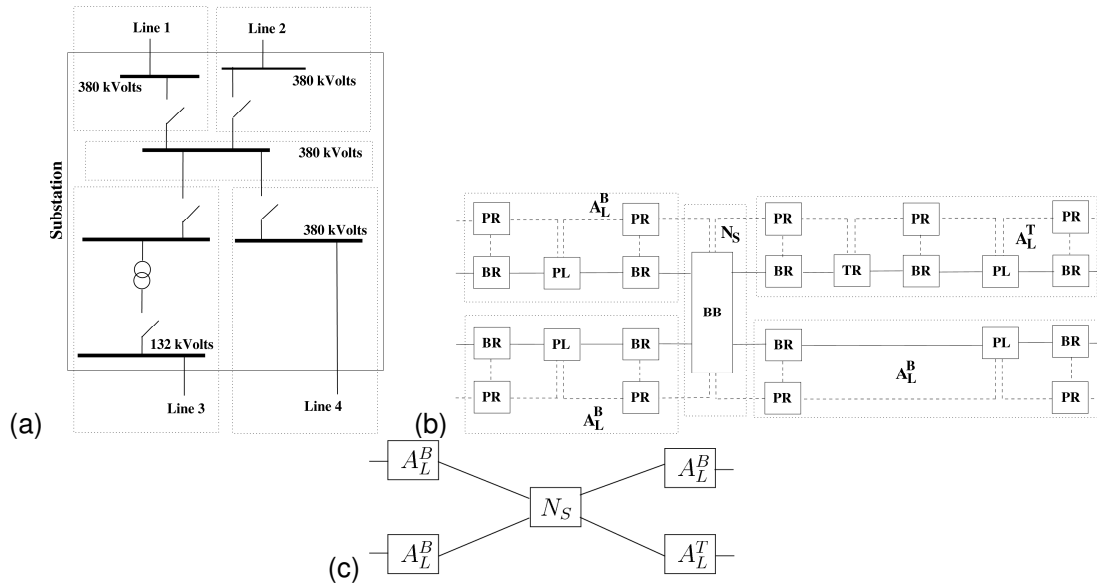 Line 1
Line 2
380 kVolts
380 kVolts
380 kVolts
Substation
380 kVolts
132 kVolts
Line 3
Line 4
(a)
PR
A_L^B
PR
N_S
PR
PR
A_L^T
PR
BR
PL
BR
BB
BR
TR
BR
PL
BR
BR
PL
BR
BR
PL
BR
A_L^B
PR
PR
A_L^B
PR
PR
(b)
A_L^B
A_L^B
N_S
A_L^B
A_L^T
(c)